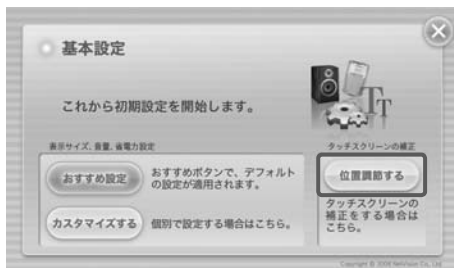 基本設定
これから初期設定を開始します。
TT
表示サイズ、音量、省電力設定
おすすめ設定
おすすめボタンで、デフォルト
の設定が適用されます。
カスタマイズする
個別で設定する場合はこちら。
タッチスクリーンの補正
位置調節する
タッチスクリーンの
補正をする場合は
こちら。
Copyright © 2008 Netvision Co., Ltd